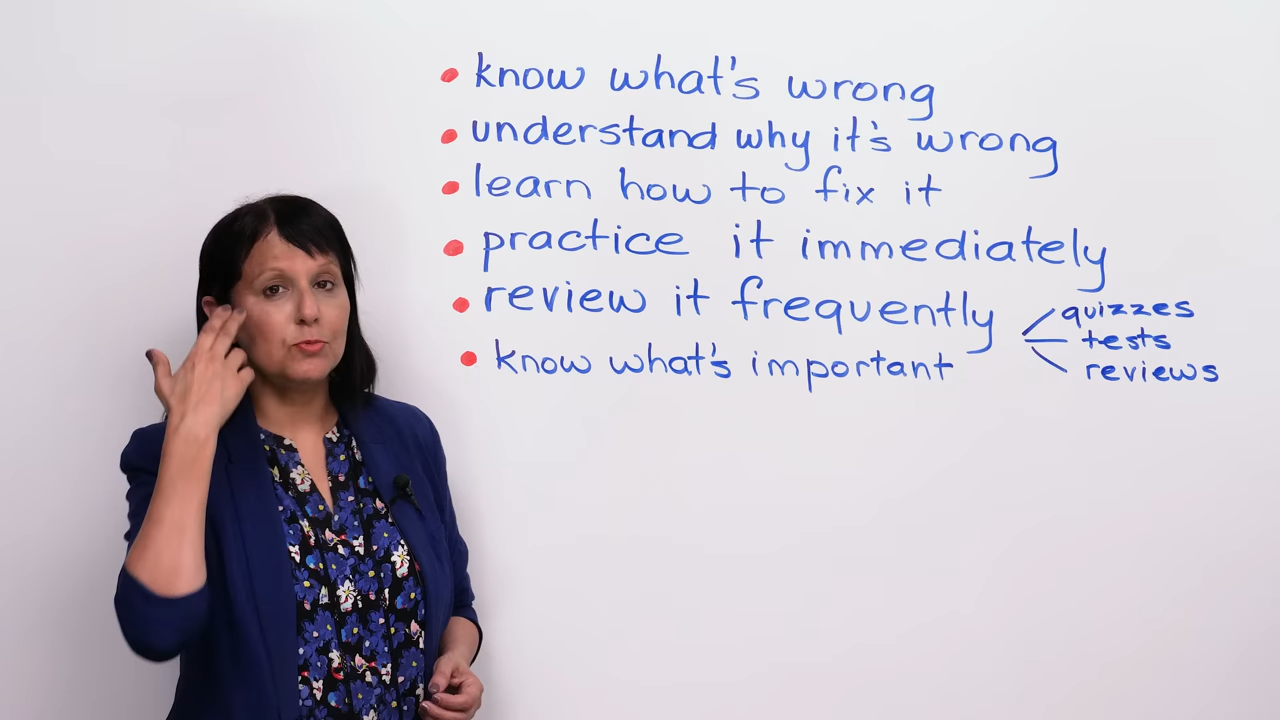 • know what's wrong
• understand why it's wrong
• learn how to fix it
• practice it immediately
• review it frequently
quizzes
tests
reviews
• know what's important